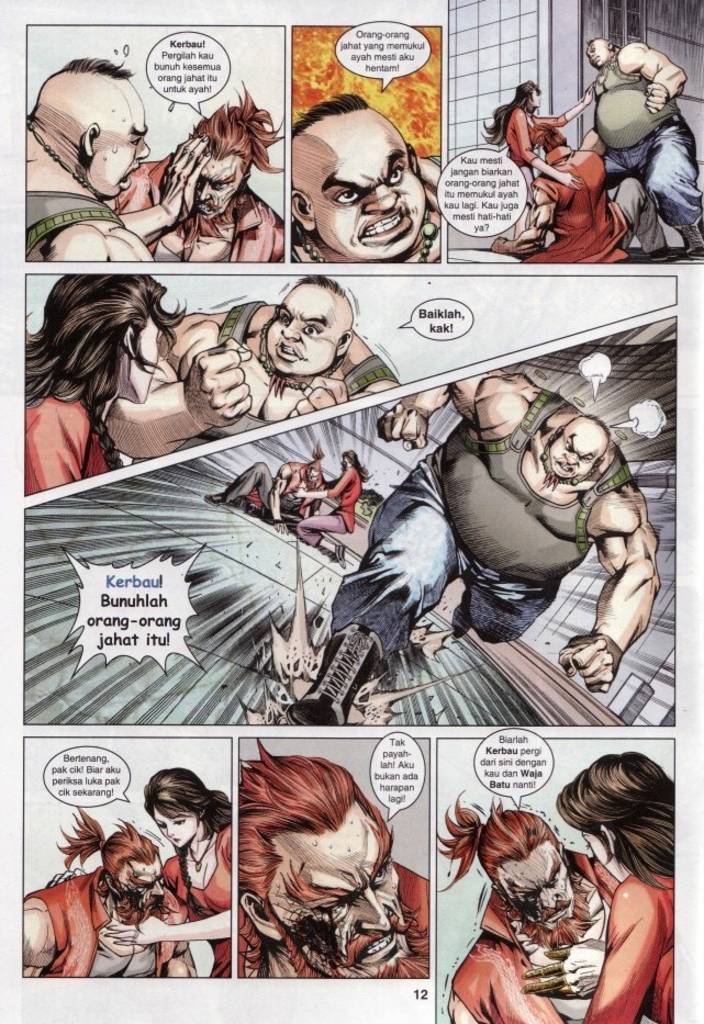 Kerbau!
Pergilah kau
bunuh kesemua
orang jahat itu
untuk ayah!
Orang-orang
jahat yang memukul
ayah mesti aku
hentam!
Kau mesti
jangan biarkan
orang-orang jahat
itu memukul ayah
kau lagi. Kau juga
mesti hati-hati
ya?
Baiklah,
kak!
Kerbau!
Bunuhlah
orang-orang
jahat itu!
Bertenang,
pak cik! Biar aku
periksa luka pak
cik sekarang!
Tak
payah-
lah! Aku
bukan ada
harapan
lagi!
Biarlah
Kerbau pergi
dari sini dengan
kau dan Waja
Batu nanti!
12